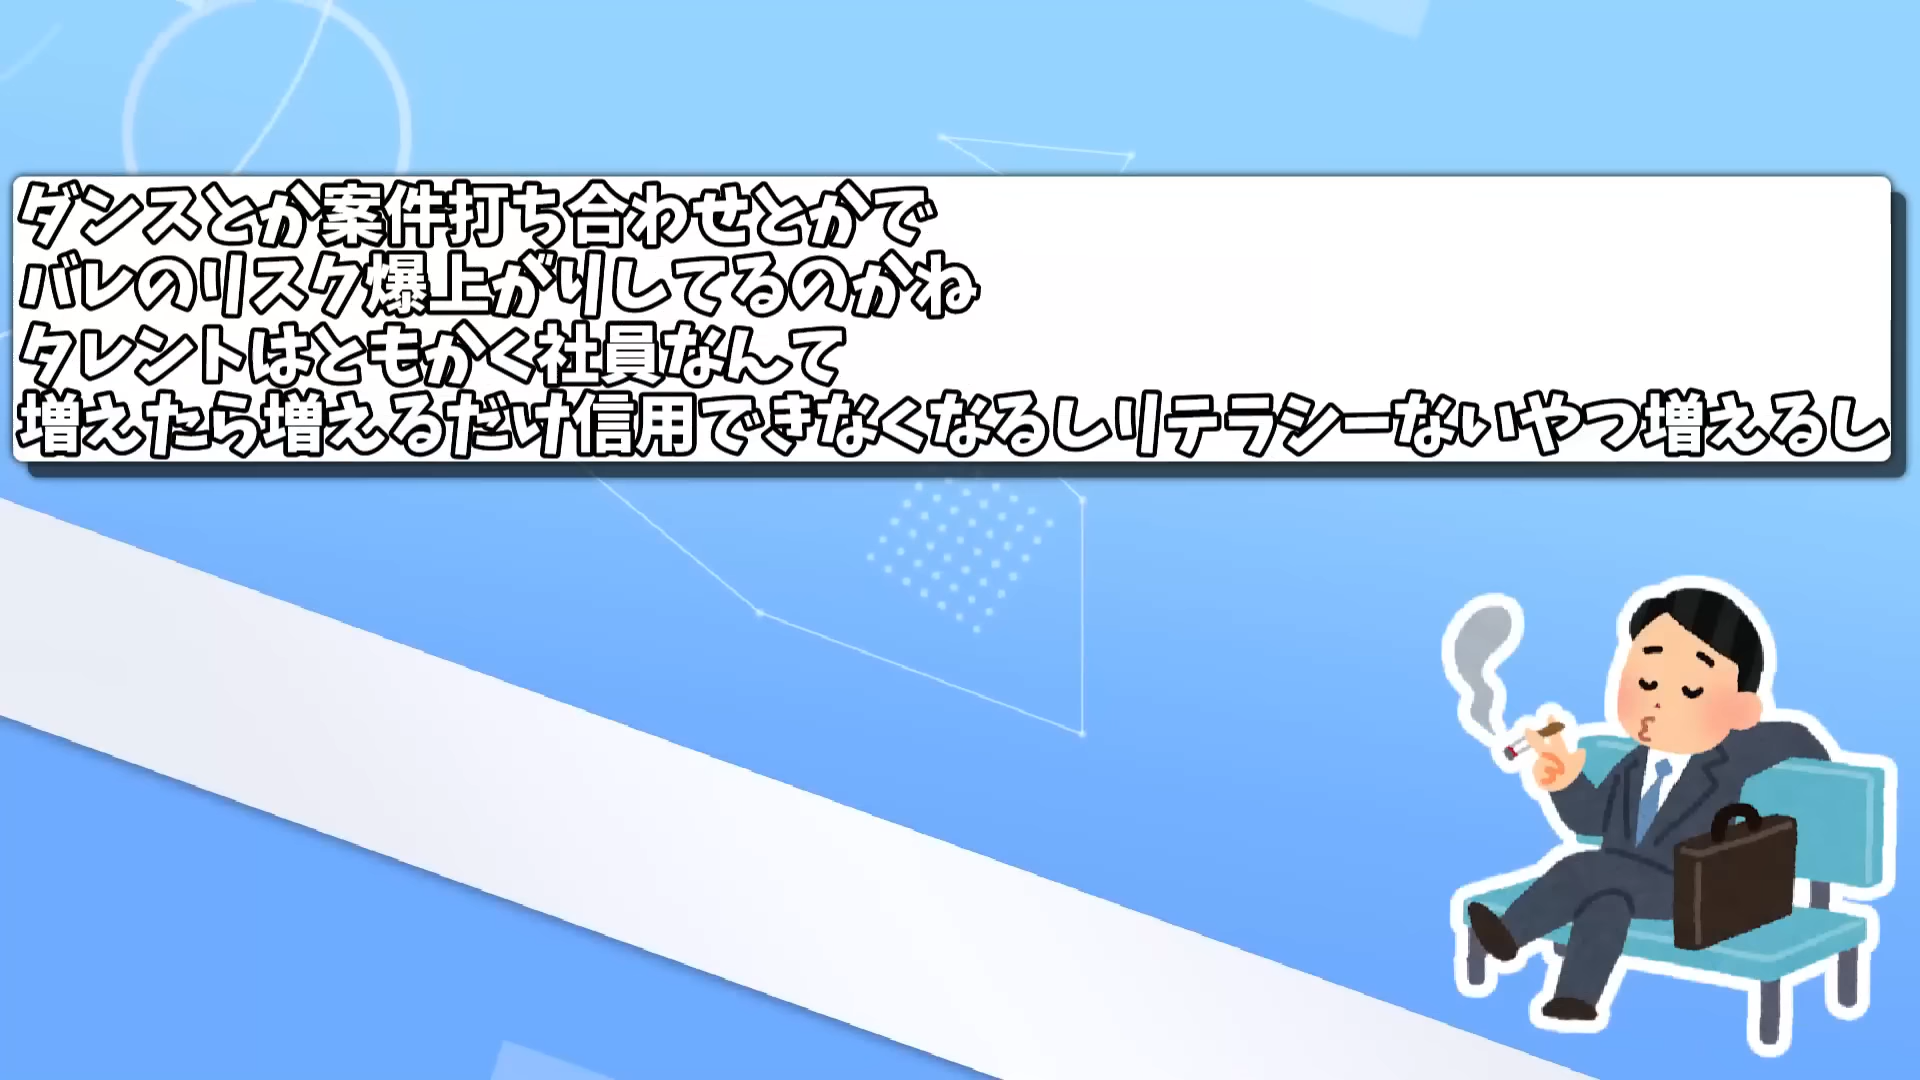 ダンスとか案件打ち合わせとかで
バレのリスク爆上がりしてるのかね
タレントはともかく社員なんて
増えたら増えるだけ信用できなくなるしリテラシーないやつ増えるし